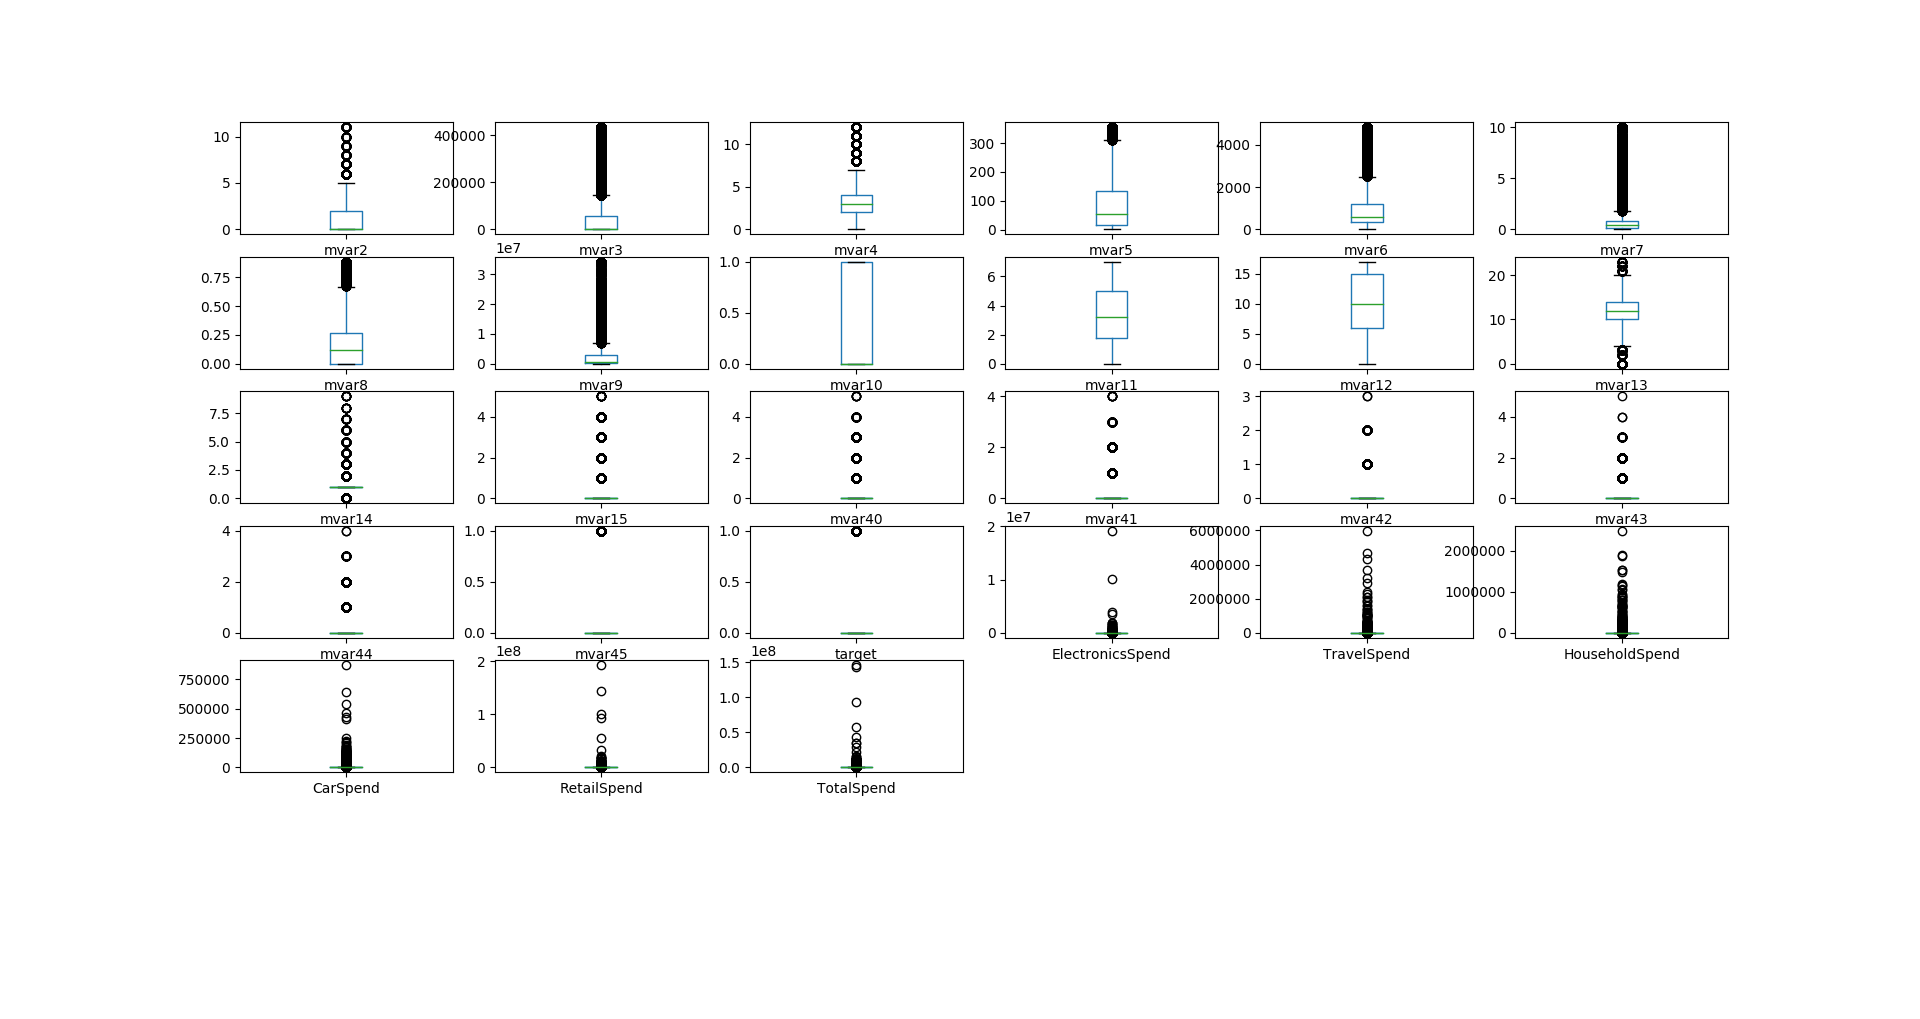 10
5
0
mvar2
400000
200000
0
mvar3
10
5
0
mvar4
300
200
100
0
mvar5
4000
2000
0
mvar6
10
5
0
mvar7
0.75
0.50
0.25
0.00
mvar8
1e7
3
2
1
0
mvar9
1.0
0.5
0.0
mvar10
6
4
2
0
mvar11
15
10
5
0
mvar12
20
10
0
mvar13
7.5
5.0
2.5
0.0
mvar14
4
2
0
mvar15
4
2
0
mvar40
4
2
0
mvar41
3
2
1
0
mvar42
4
2
0
mvar43
4
2
0
mvar44
1.0
0.5
0.0
mvar45
1.0
0.5
0.0
target
1e7
2
1
0
ElectronicsSpend
6000000
4000000
2000000
0
TravelSpend
2000000
1000000
0
HouseholdSpend
750000
500000
250000
0
CarSpend
1e8
2
1
0
RetailSpend
1e8
1.5
1.0
0.5
0.0
TotalSpend